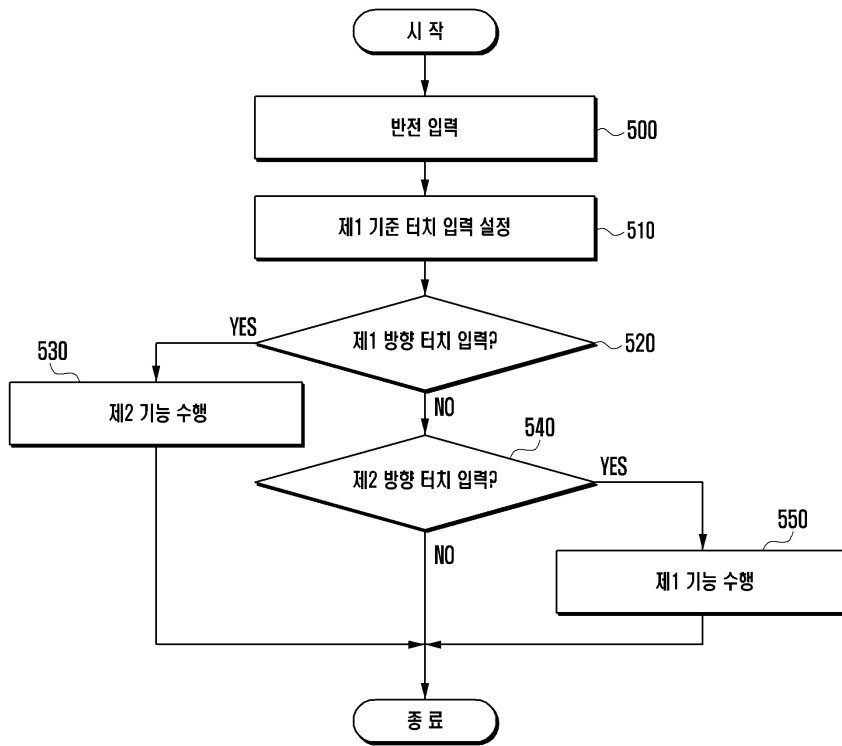 시 작
반전 입력
500
제1 기준 터치 입력 설정
510
제1 방향 터치 입력?
520
YES
530
제2 기능 수행
NO
540
제2 방향 터치 입력?
YES
550
제1 기능 수행
NO
종 료